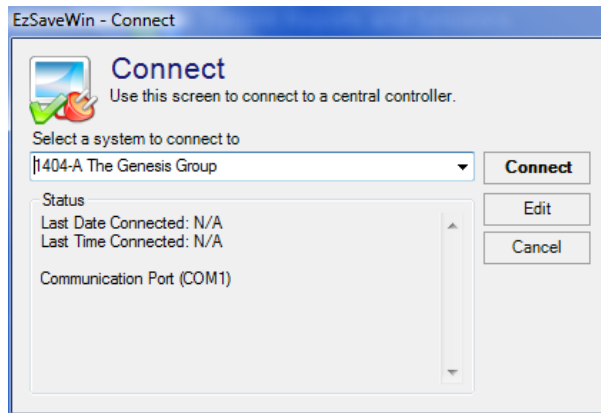 EzSaveWin - Connect
Connect
Use this screen to connect to a central controller.
Select a system to connect to
1404-A The Genesis Group
Connect
Status
Edit
Last Date Connected: N/A
Last Time Connected: N/A
Cancel
Communication Port (COM1)